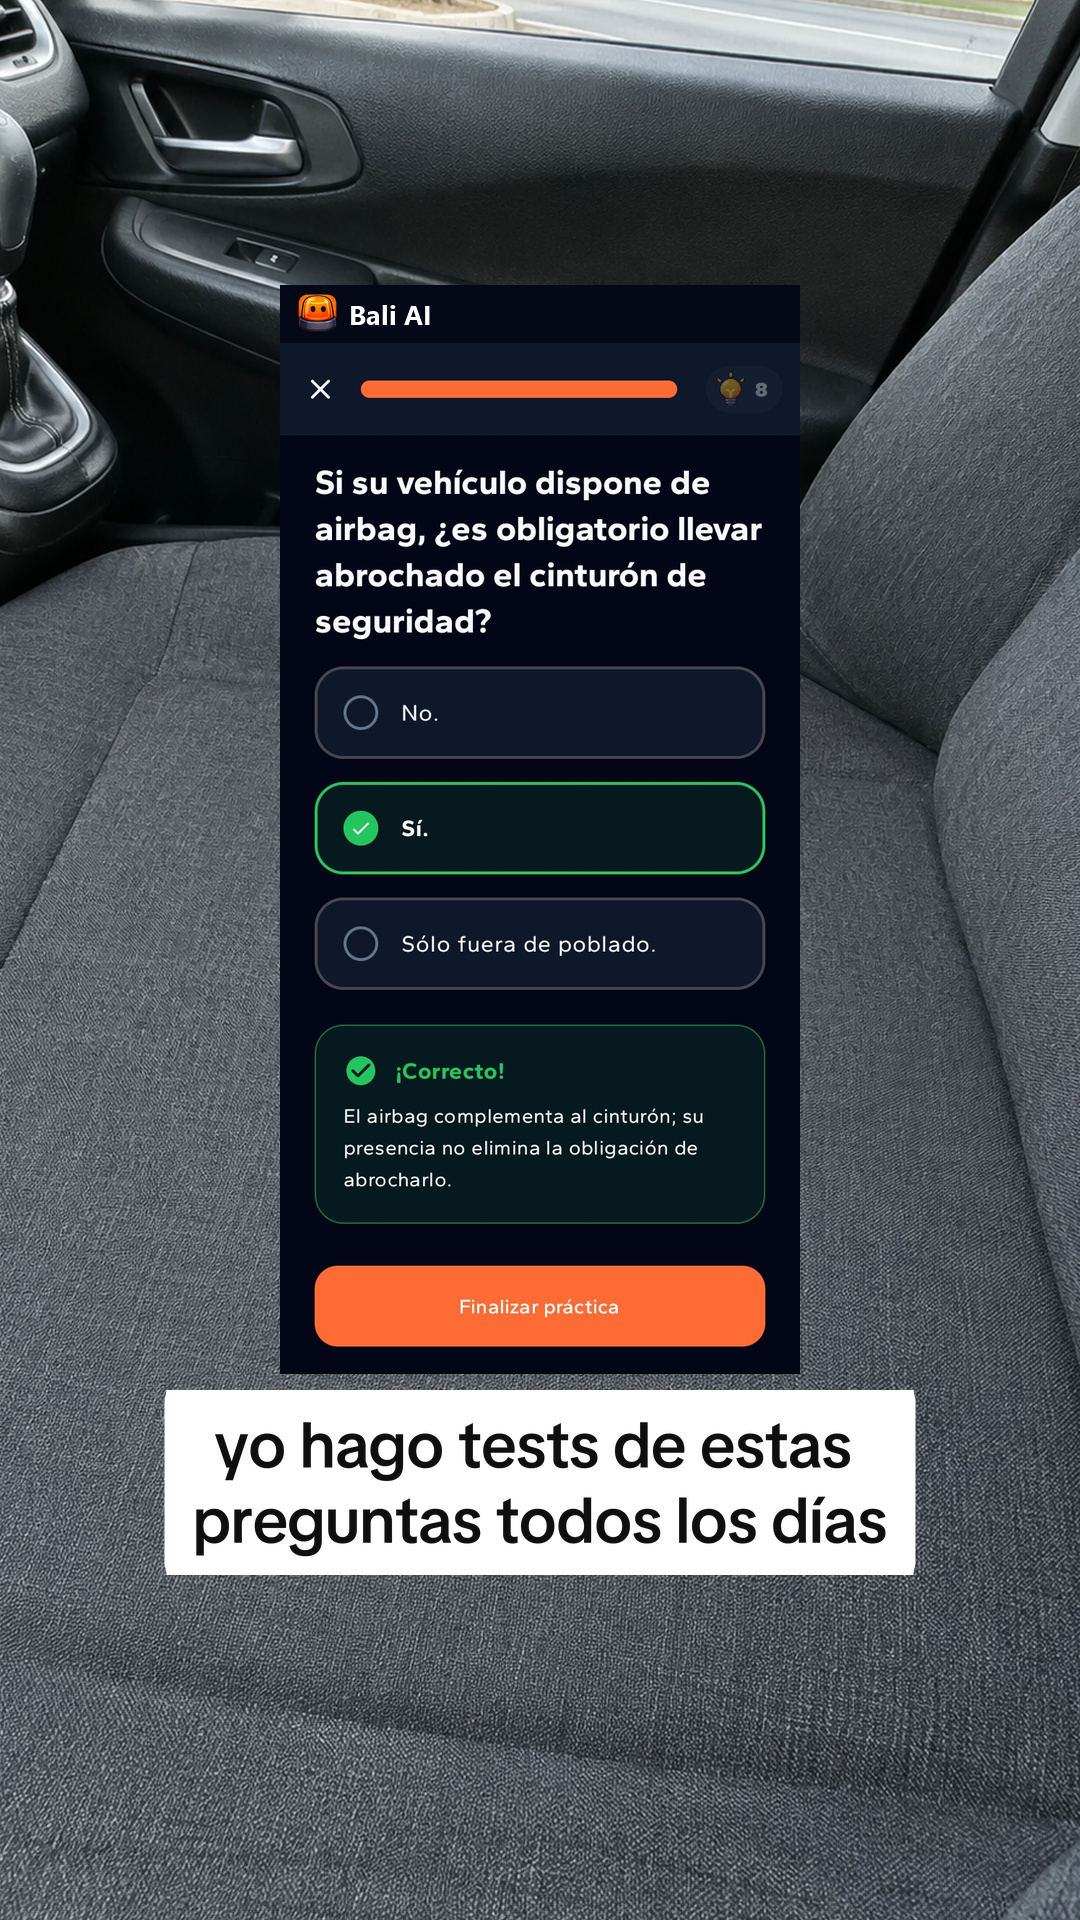 Bali AI
8
Si su vehículo dispone de
airbag, ¿es obligatorio llevar
abrochado el cinturón de
seguridad?
No.
Sí.
Sólo fuera de poblado.
¡Correcto!
El airbag complementa al cinturón; su
presencia no elimina la obligación de
abrocharlo.
Finalizar práctica
yo hago tests de estas
preguntas todos los días